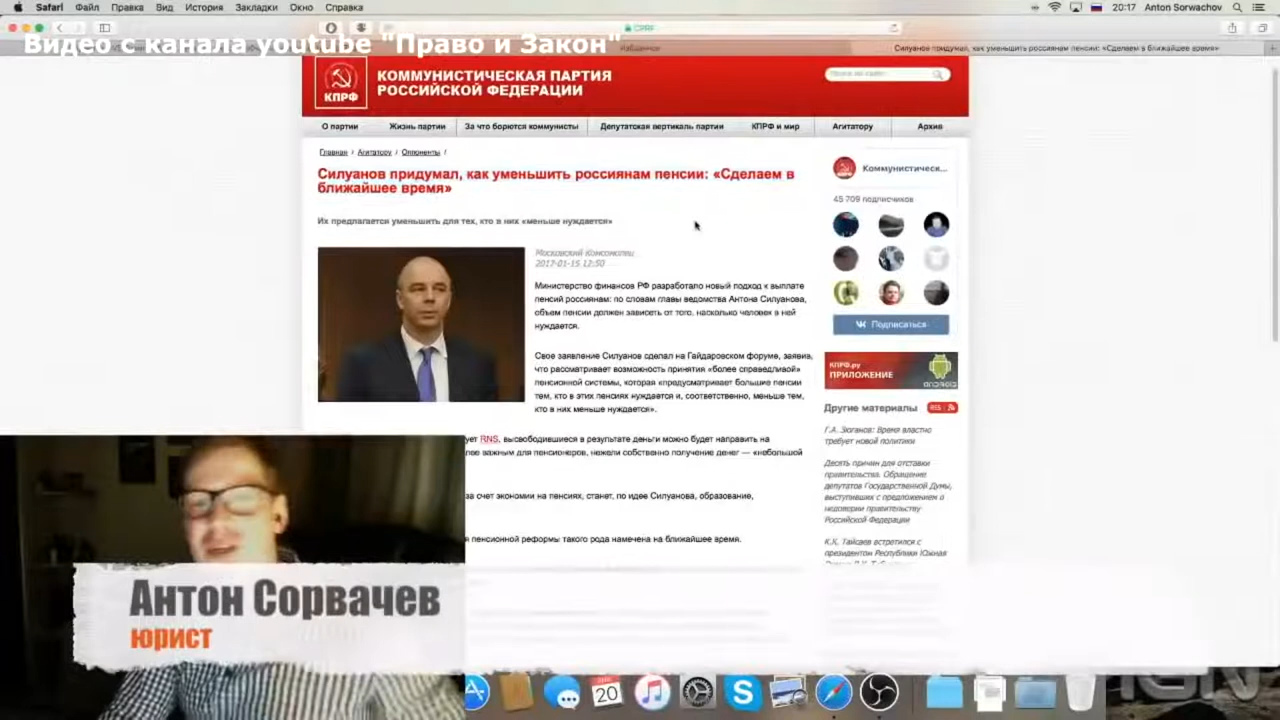 Safari Файл Правка Вид История Закладки Окно Справка 20:17 Anton Sorwachov
Видео с канала youtube "Право и Закон"
CPRF
Избранное
Силуанов придумал, как уменьшить россиянам пенсии: «Сделаем в ближайшее время»
КПРФ
КОММУНИСТИЧЕСКАЯ ПАРТИЯ
РОССИЙСКОЙ ФЕДЕРАЦИИ
О партии Жизнь партии За что борются коммунисты Депутатская вертикаль партии КПРФ и мир Агитатору Архив
Главная / Агитатору / Оппоненты /
Силуанов придумал, как уменьшить россиянам пенсии: «Сделаем в
ближайшее время»
Их предлагается уменьшить для тех, кто в них «меньше нуждается»
Московский Комсомолец
2017-01-15 12:50
Министерство финансов РФ разработало новый подход к выплате
пенсий россиянам: по словам главы ведомства Антона Силуанова,
объем пенсии должен зависеть от того, насколько человек в ней
нуждается.
Свое заявление Силуанов сделал на Гайдаровском форуме, заявив,
что рассматривает возможность принятия «более справедливой»
пенсионной системы, которая «предусматривает большие пенсии
тем, кто в этих пенсиях нуждается и, соответственно, меньше тем,
кто в них меньше нуждается».
ует RNS, высвободившиеся в результате деньги можно будет направить на
лее важным для пенсионеров, нежели собственно получение денег — «небольшой
за счет экономии на пенсиях, станет, по идее Силуанова, образование,
я пенсионной реформы такого рода намечена на ближайшее время.
Коммунистическ...
45 709 подписчиков
Подписаться
КПРФ.ру
ПРИЛОЖЕНИЕ
ANDROID
Другие материалы
RSS
Г.А. Зюганов: Время властно
требует новой политики
Десять причин для отставки
правительства. Обращение
депутатов Государственной Думы,
выступивших с предложением о
недоверии правительству
Российской Федерации
К.К. Тайсаев встретился с
президентом Республики Южная
Антон Сорвачев
юрист
20
IGN